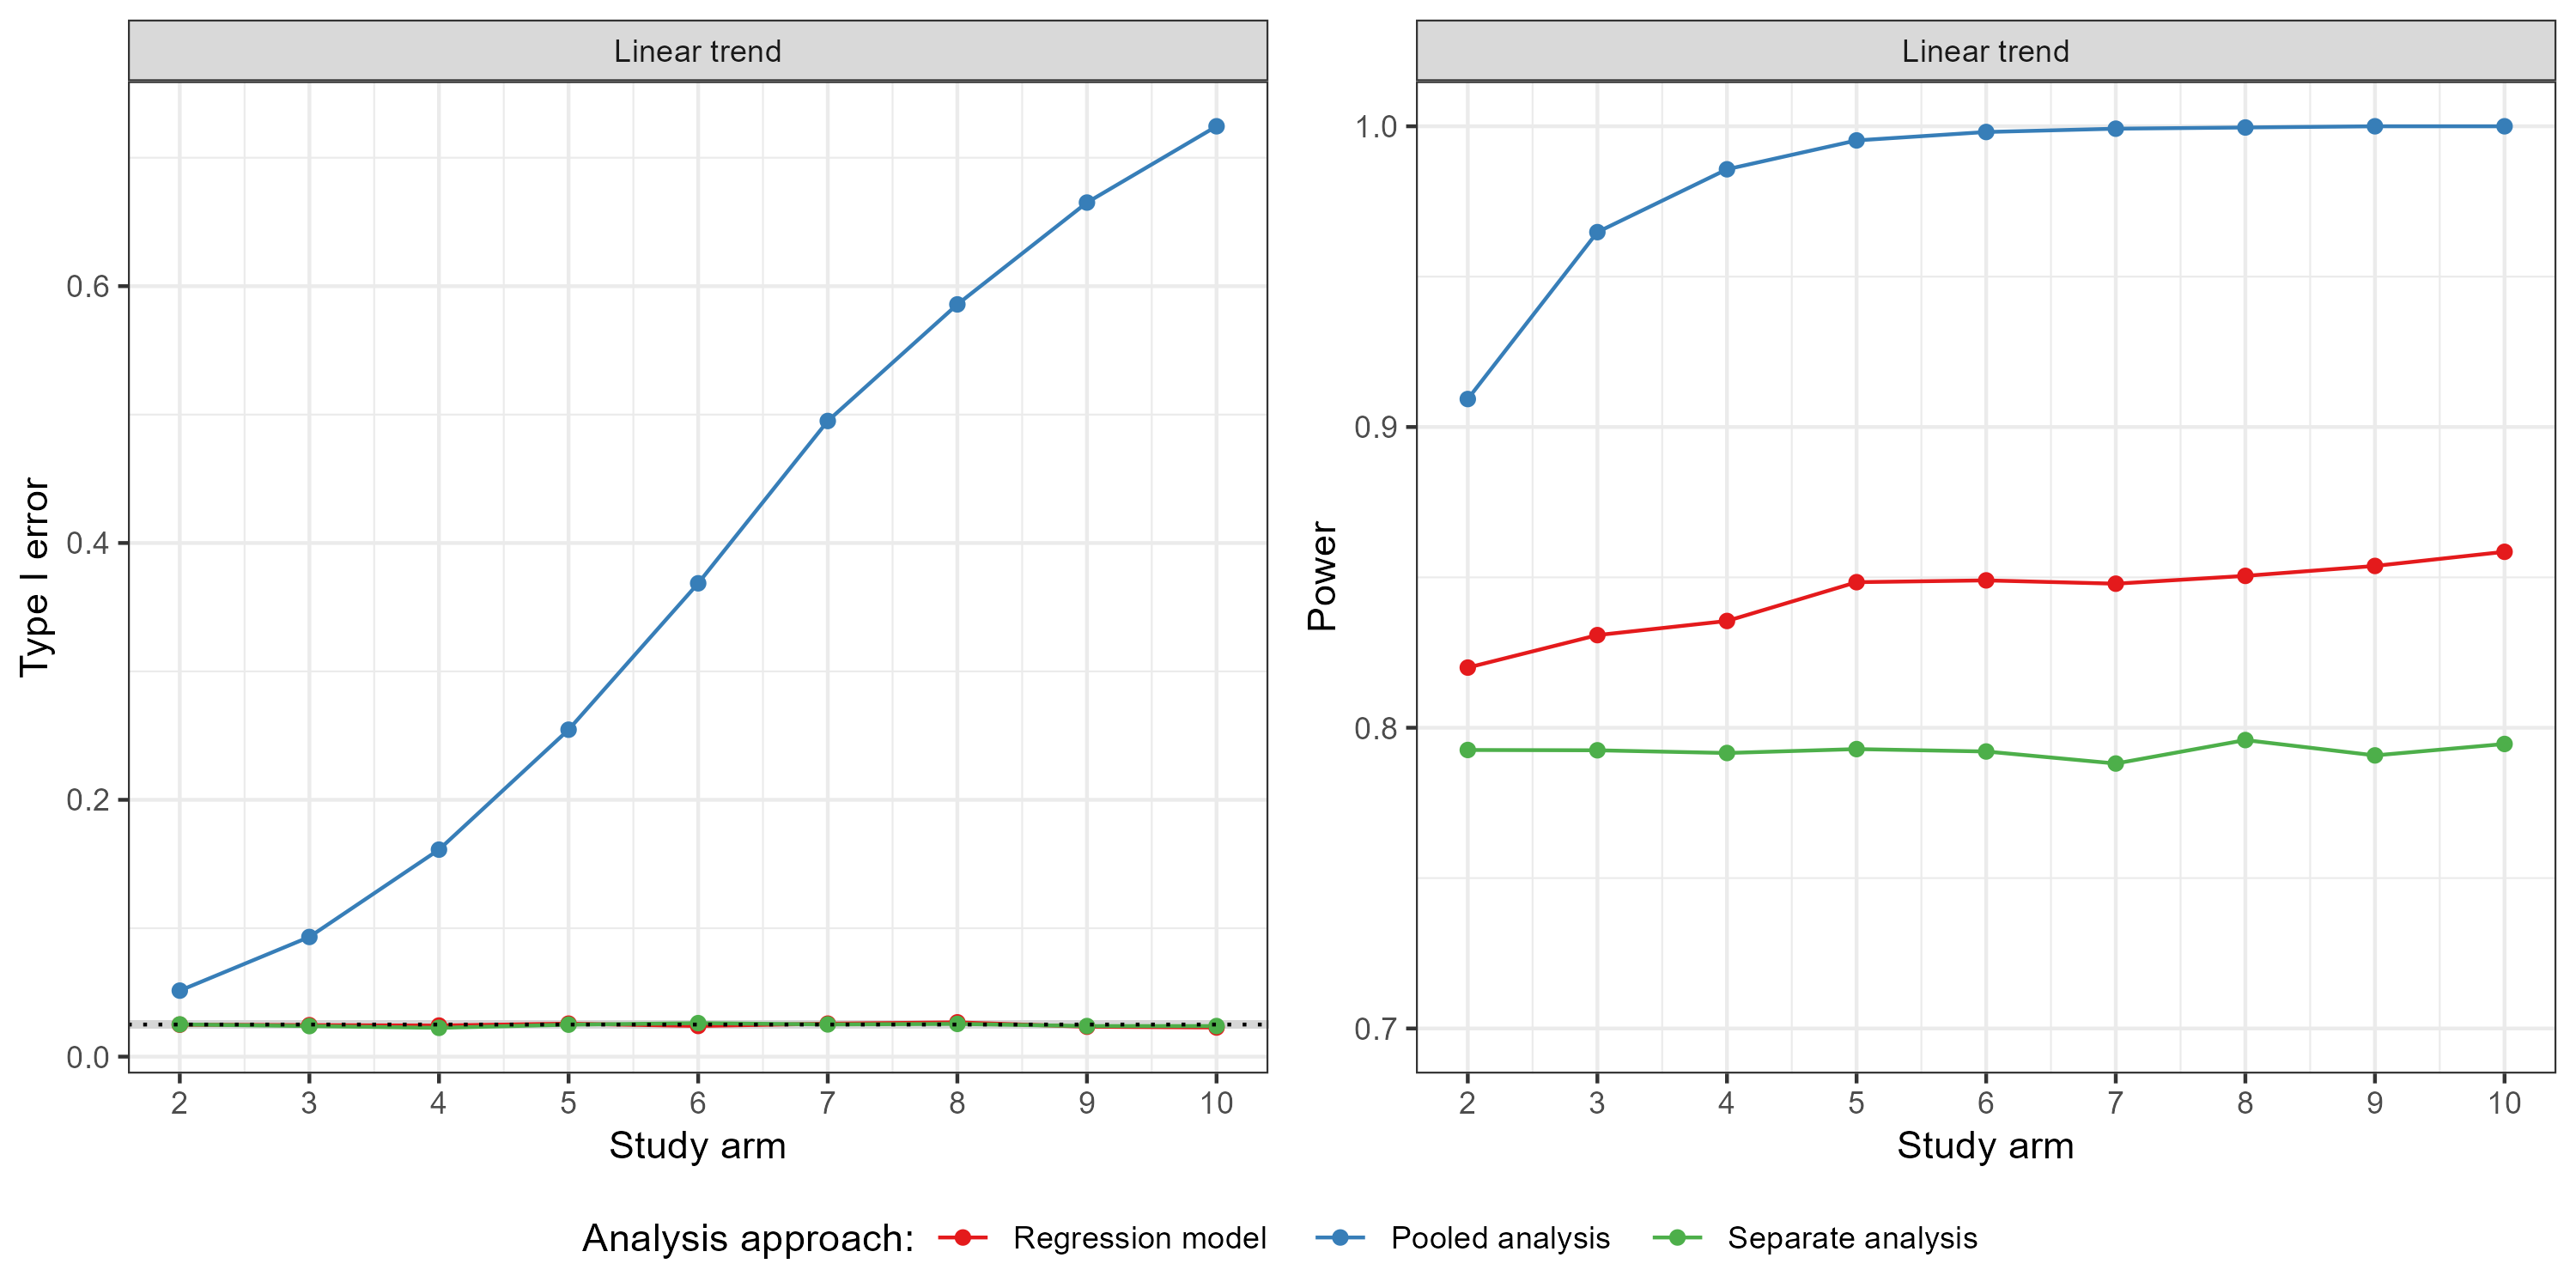 Linear trend
Type I error
0.6
0.4
0.2
0.0
2 3 4 5 6 7 8 9 10
Study arm
Linear trend
Power
1.0
0.9
0.8
0.7
2 3 4 5 6 7 8 9 10
Study arm
Analysis approach: Regression model Pooled analysis Separate analysis